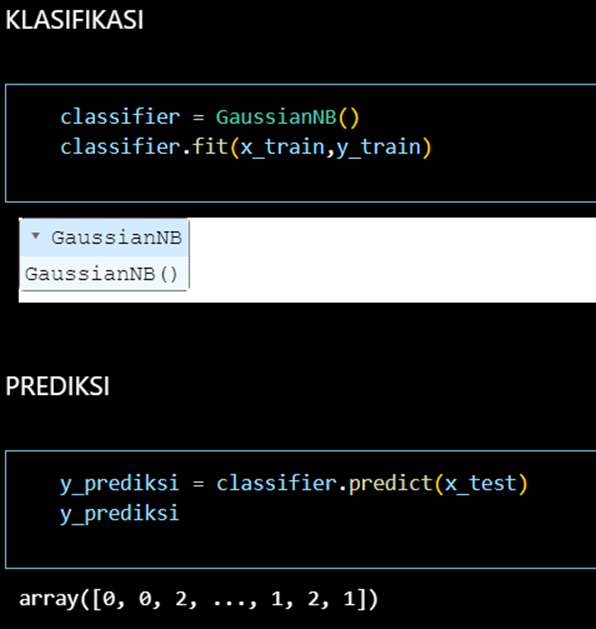 KLASIFIKASI
classifier = GaussianNB()
classifier.fit(x_train,y_train)
▾ GaussianNB
GaussianNB()
PREDIKSI
y_prediksi = classifier.predict(x_test)
y_prediksi
array([0, 0, 2, ..., 1, 2, 1])